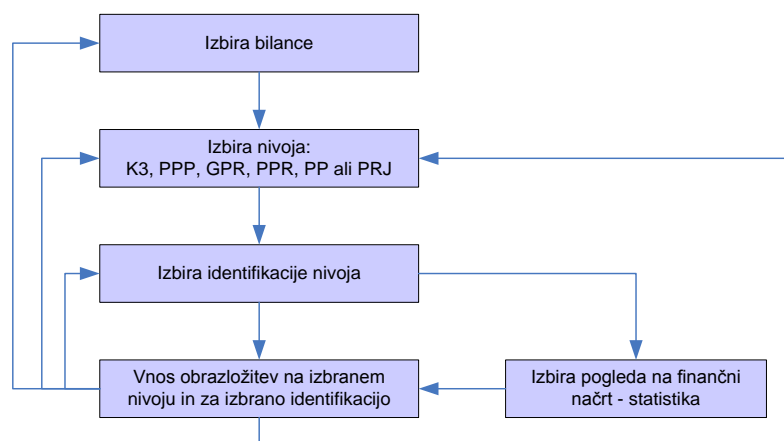 Izbira bilance
Izbira nivoja:
K3, PPP, GPR, PPR, PP ali PRJ
Izbira identifikacije nivoja
Vnos obrazložitev na izbranem
nivoju in za izbrano identifikacijo
Izbira pogleda na finančni
načrt - statistika